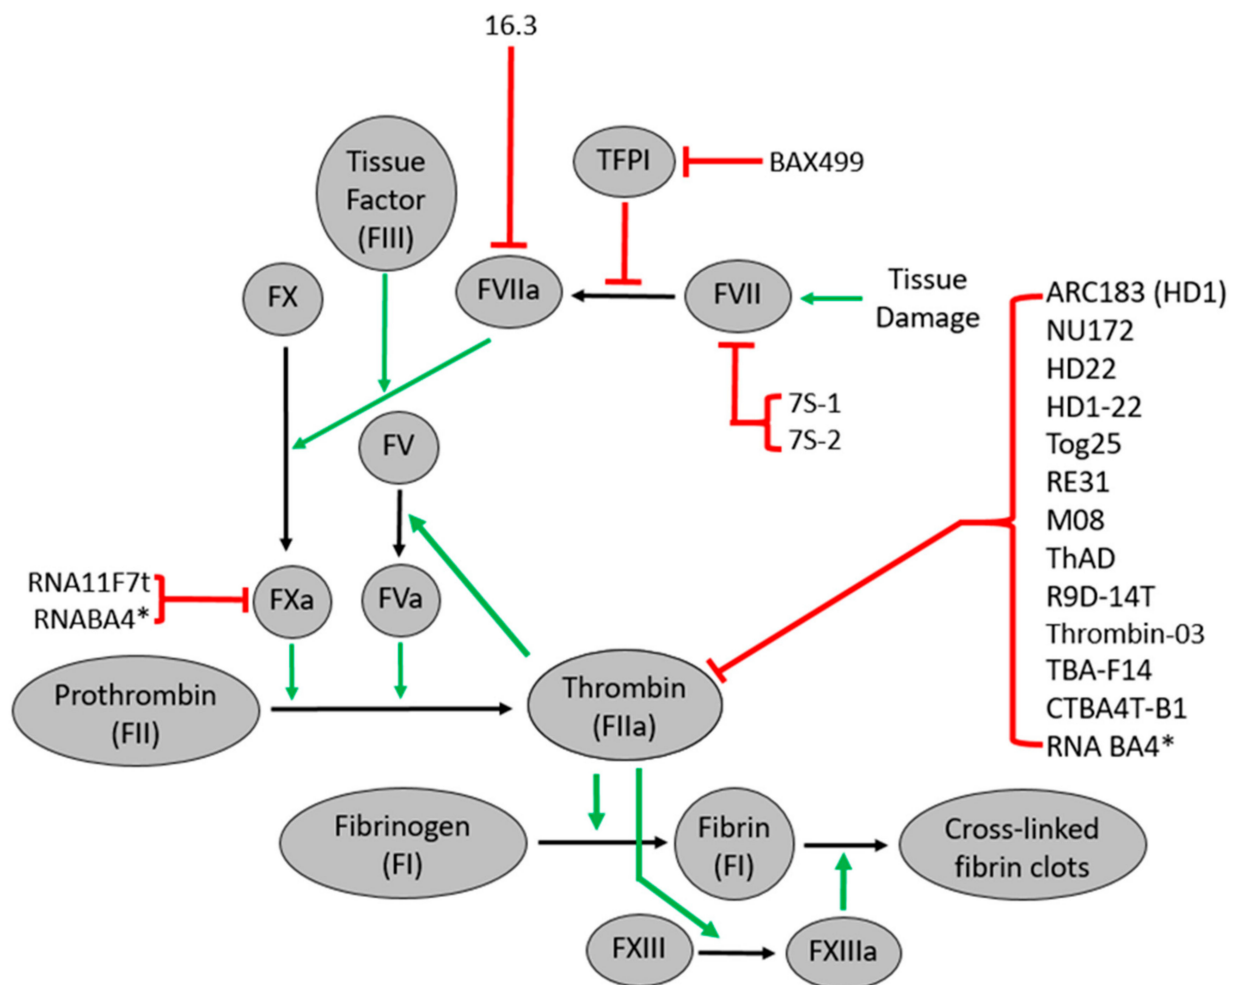 16.3
Tissue
Factor
(FIII)
TFPI
BAX499
FX
FVIIa
FVII
Tissue
Damage
ARC183 (HD1)
NU172
HD22
HD1-22
Tog25
RE31
M08
ThAD
R9D-14T
Thrombin-03
TBA-F14
CTBA4T-B1
RNA BA4*
7S-1
7S-2
FV
RNA11F7t
RNABA4*
FXa
FVa
Prothrombin
(FII)
Thrombin
(FIIa)
Fibrinogen
(FI)
Fibrin
(FI)
Cross-linked
fibrin clots
FXIII
FXIIIa